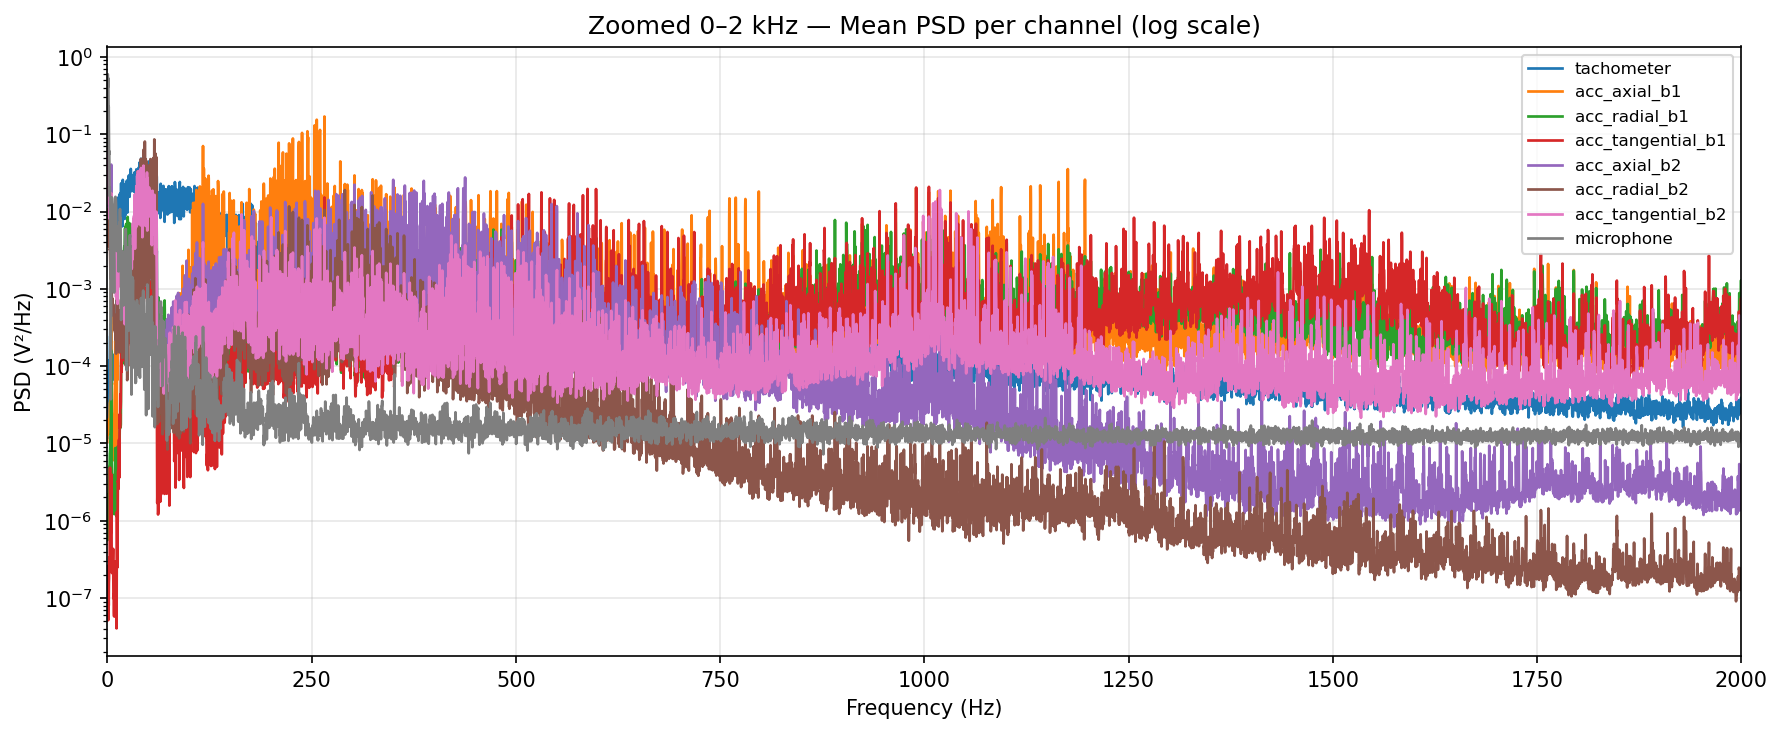 Zoomed 0–2 kHz — Mean PSD per channel (log scale)
PSD (V²/Hz)
10⁰
10⁻¹
10⁻²
10⁻³
10⁻⁴
10⁻⁵
10⁻⁶
10⁻⁷
tachometer
acc_axial_b1
acc_radial_b1
acc_tangential_b1
acc_axial_b2
acc_radial_b2
acc_tangential_b2
microphone
0 250 500 750 1000 1250 1500 1750 2000
Frequency (Hz)